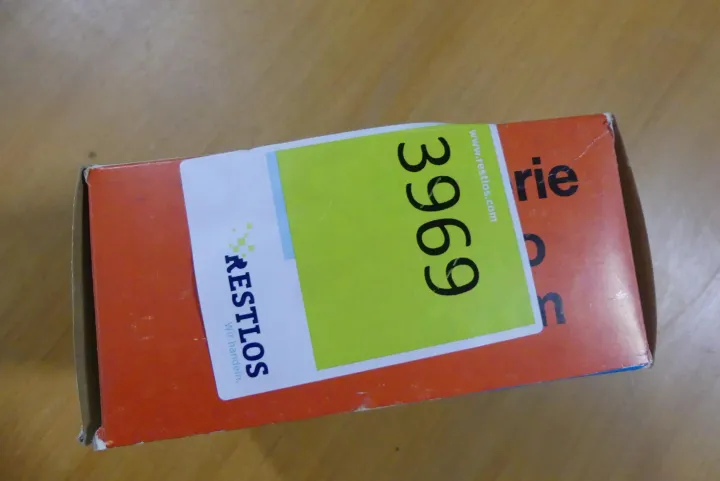 www.restlos.com
3969
RESTLOS
Wir handeln.
rie
o
m